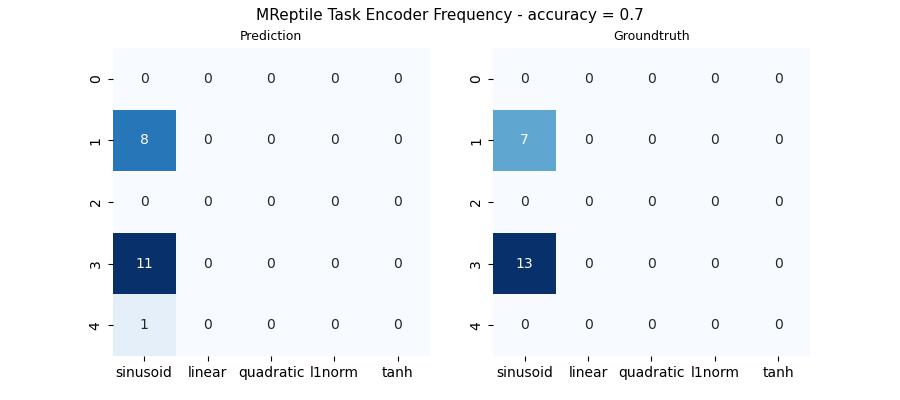 MReptile Task Encoder Frequency - accuracy = 0.7
Prediction Groundtruth
0 0 0 0 0 0 0 0 0 0 0
1 8 0 0 0 0 1 7 0 0 0 0
2 0 0 0 0 0 2 0 0 0 0 0
3 11 0 0 0 0 3 13 0 0 0 0
4 1 0 0 0 0 4 0 0 0 0 0
sinusoid linear quadratic l1norm tanh sinusoid linear quadratic l1norm tanh